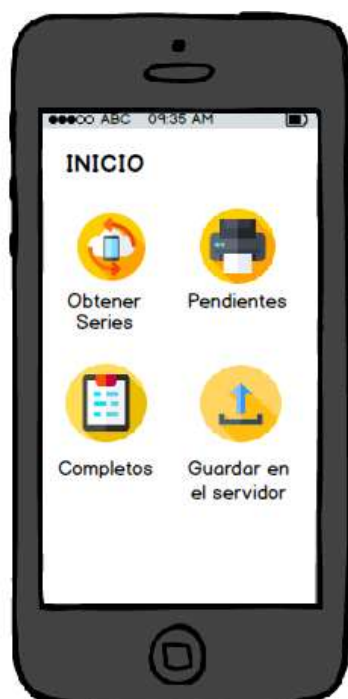 ABC 09:35 AM
INICIO
Obtener
Series
Pendientes
Completos
Guardar en
el servidor